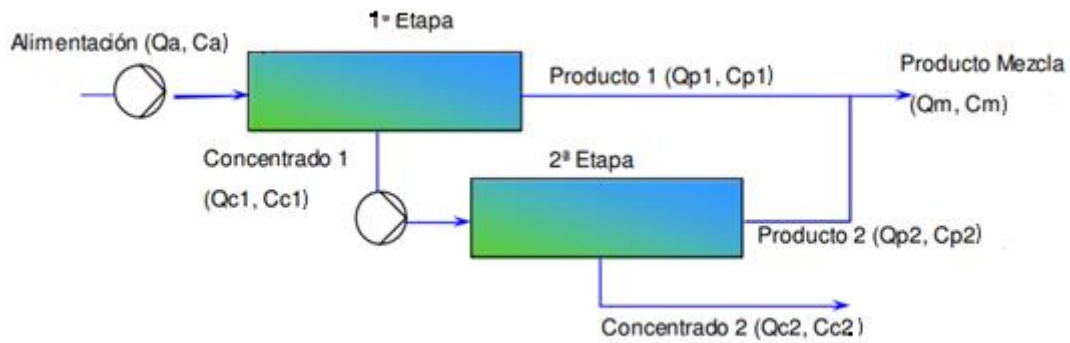 1ª Etapa
Alimentación (Qa, Ca)
Producto 1 (Qp1, Cp1)
Producto Mezcla
(Qm, Cm)
Concentrado 1
(Qc1, Cc1)
2ª Etapa
Producto 2 (Qp2, Cp2)
Concentrado 2 (Qc2, Cc2)